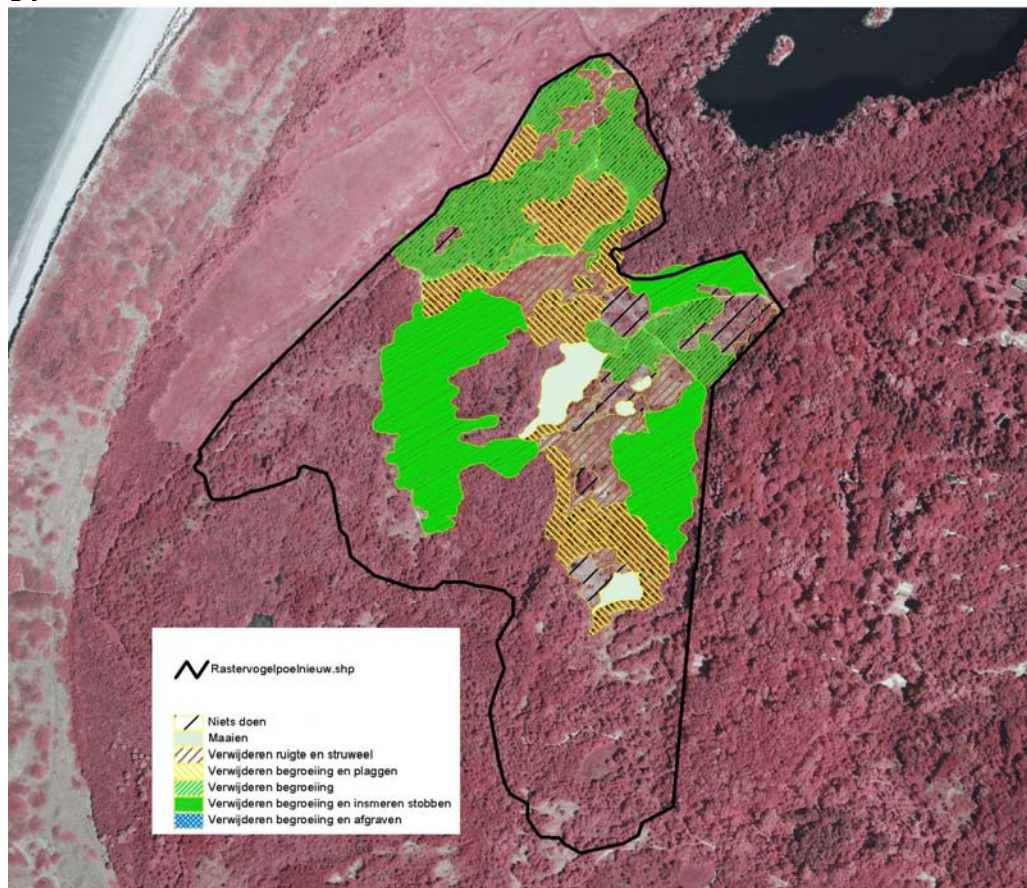 Rastervogelpoelnieuw.shp
Niets doen
Maaien
Verwijderen ruigte en struweel
Verwijderen begroeiing en plaggen
Verwijderen begroeiing
Verwijderen begroeiing en insmeren stobben
Verwijderen begroeiing en afgraven